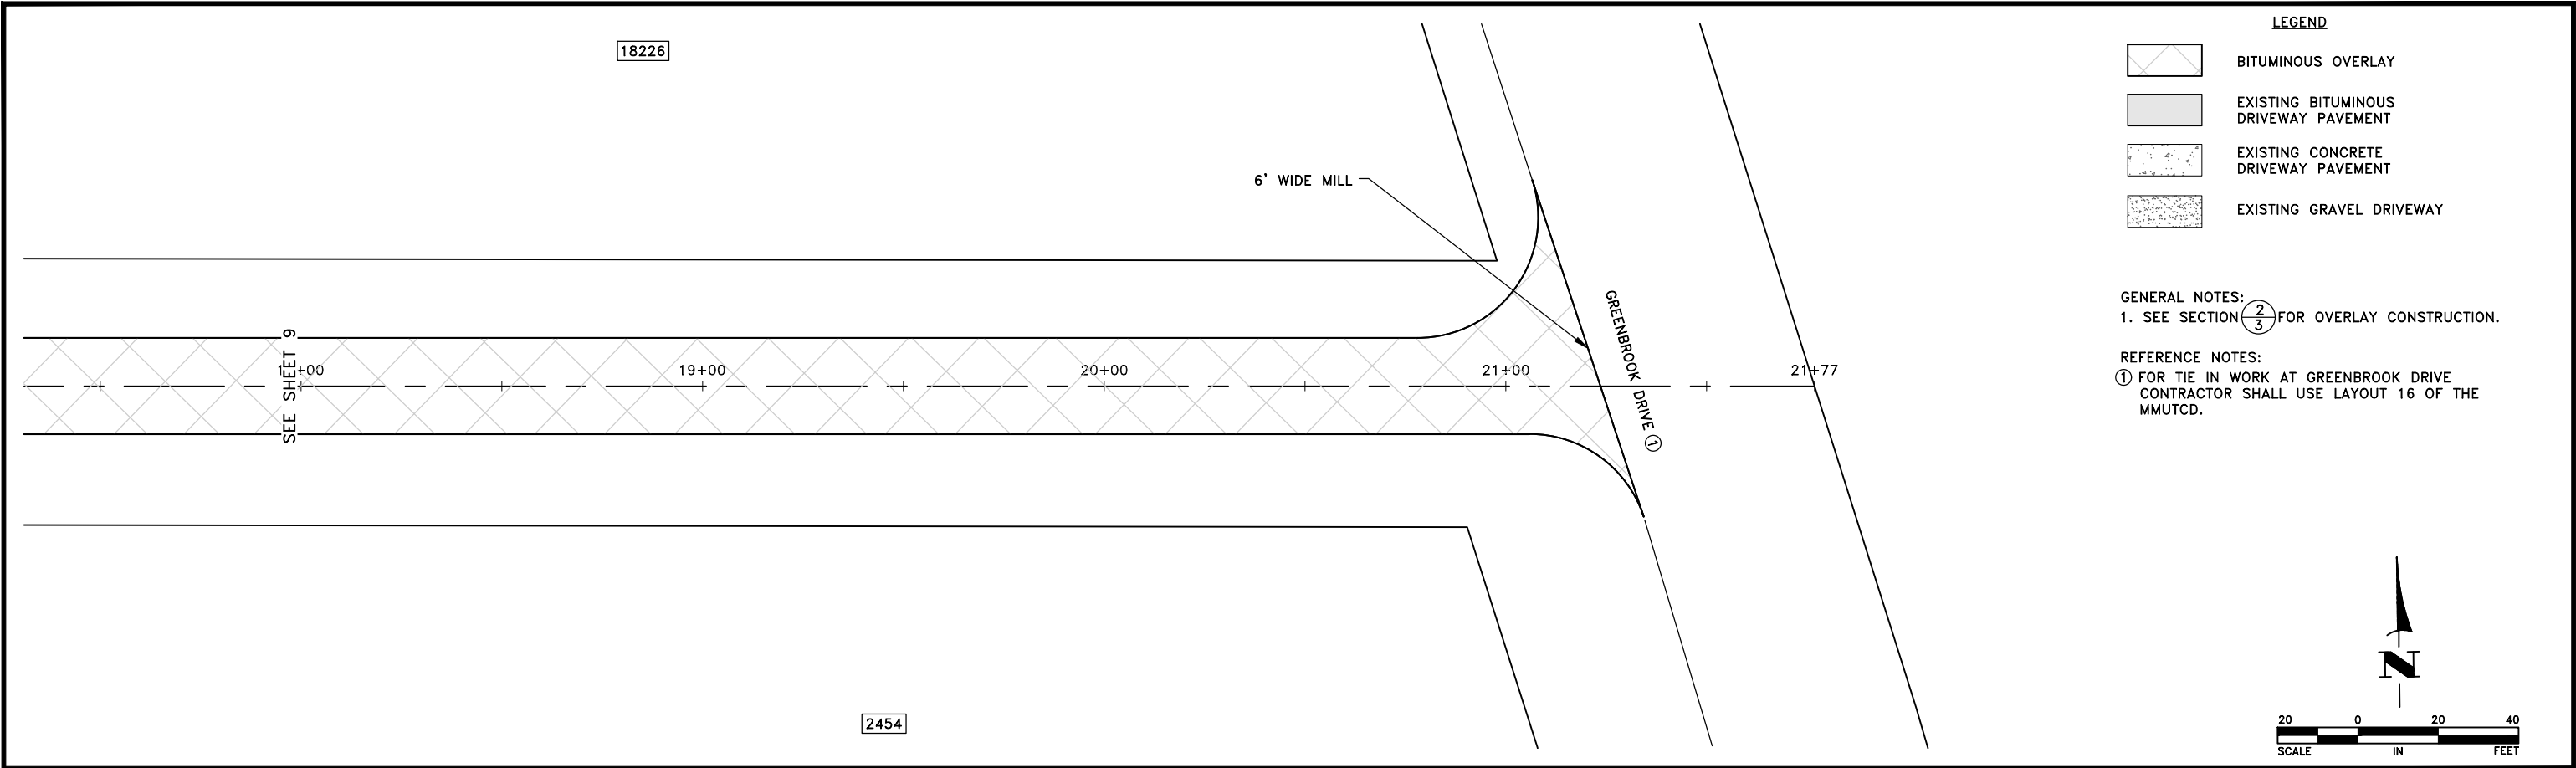 18226
6' WIDE MILL
SEE SHEET 9
19+00
20+00
21+00
21+77
GREENBROOK DRIVE 1
2454
LEGEND
BITUMINOUS OVERLAY
EXISTING BITUMINOUS
DRIVEWAY PAVEMENT
EXISTING CONCRETE
DRIVEWAY PAVEMENT
EXISTING GRAVEL DRIVEWAY
GENERAL NOTES:
1. SEE SECTION 2/3 FOR OVERLAY CONSTRUCTION.
REFERENCE NOTES:
1 FOR TIE IN WORK AT GREENBROOK DRIVE
CONTRACTOR SHALL USE LAYOUT 16 OF THE
MMUTCD.
N
20 0 20 40
SCALE IN FEET